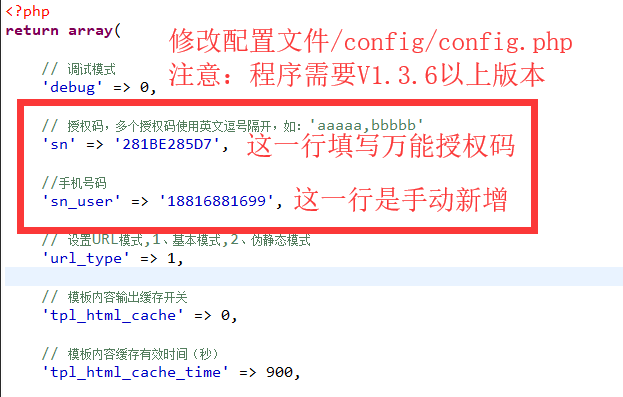 <?php
return array(
修改配置文件/config/config.php
注意：程序需要V1.3.6以上版本
// 调试模式
'debug' => 0,
// 授权码，多个授权码使用英文逗号隔开，如：'aaaaa,bbbbb'
'sn' => '281BE285D7', 这一行填写万能授权码
//手机号码
'sn_user' => '18816881699', 这一行是手动新增
// 设置URL模式,1、基本模式,2、伪静态模式
'url_type' => 1,
// 模板内容输出缓存开关
'tpl_html_cache' => 0,
// 模板内容缓存有效时间（秒）
'tpl_html_cache_time' => 900,